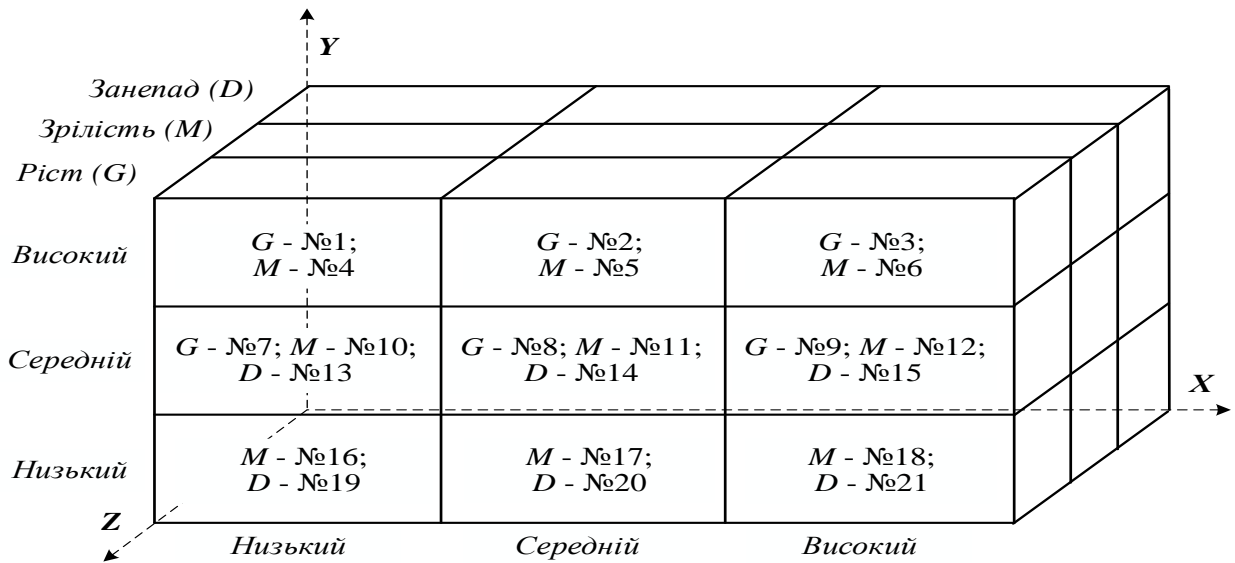 Y
Занепад (D)
Зрілість (M)
Ріст (G)
Високий
G - №1;
M - №4
G - №2;
M - №5
G - №3;
M - №6
Середній
G - №7; M - №10;
D - №13
G - №8; M - №11;
D - №14
G - №9; M - №12;
D - №15
X
Низький
M - №16;
D - №19
M - №17;
D - №20
M - №18;
D - №21
Z
Низький
Середній
Високий